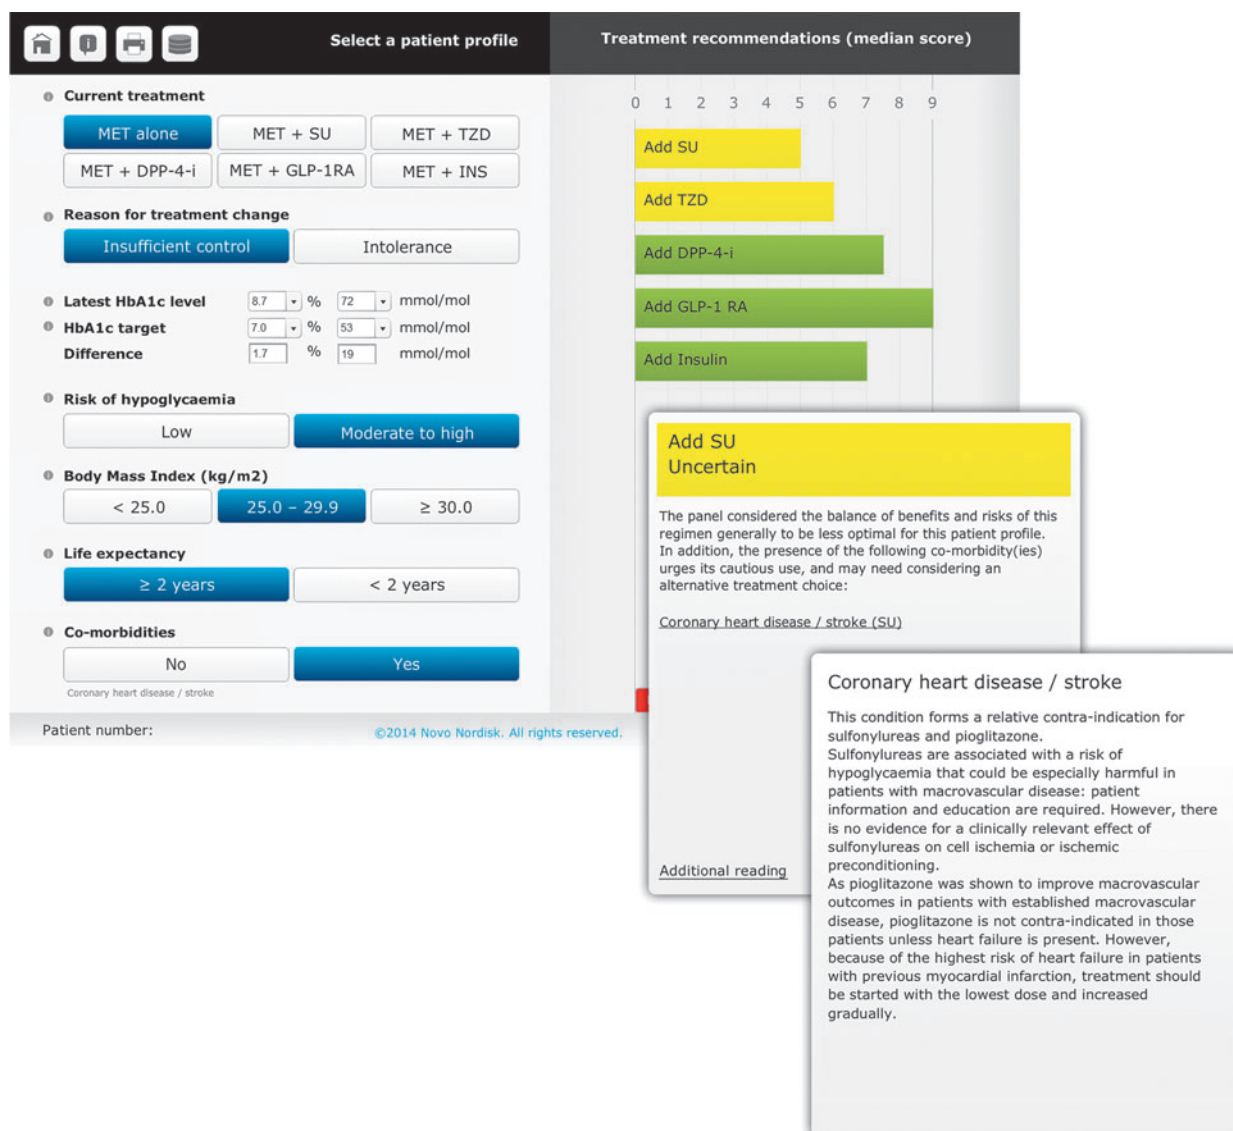 Select a patient profile
Treatment recommendations (median score)
Current treatment
MET alone
MET + SU
MET + TZD
MET + DPP-4-i
MET + GLP-1RA
MET + INS
Reason for treatment change
Insufficient control
Intolerance
Latest HbA1c level 8.7 % 72 mmol/mol
HbA1c target 7.0 % 53 mmol/mol
Difference 1.7 % 19 mmol/mol
Risk of hypoglycaemia
Low
Moderate to high
Body Mass Index (kg/m2)
< 25.0
25.0 – 29.9
≥ 30.0
Life expectancy
≥ 2 years
< 2 years
Co-morbidities
No
Yes
Coronary heart disease / stroke
Patient number:
©2014 Novo Nordisk. All rights reserved.
0 1 2 3 4 5 6 7 8 9
Add SU
Add TZD
Add DPP-4-i
Add GLP-1 RA
Add Insulin
Add SU
Uncertain
The panel considered the balance of benefits and risks of this
regimen generally to be less optimal for this patient profile.
In addition, the presence of the following co-morbidity(ies)
urges its cautious use, and may need considering an
alternative treatment choice:
Coronary heart disease / stroke (SU)
Additional reading
Coronary heart disease / stroke
This condition forms a relative contra-indication for
sulfonylureas and pioglitazone.
Sulfonylureas are associated with a risk of
hypoglycaemia that could be especially harmful in
patients with macrovascular disease: patient
information and education are required. However, there
is no evidence for a clinically relevant effect of
sulfonylureas on cell ischemia or ischemic
preconditioning.
As pioglitazone was shown to improve macrovascular
outcomes in patients with established macrovascular
disease, pioglitazone is not contra-indicated in those
patients unless heart failure is present. However,
because of the highest risk of heart failure in patients
with previous myocardial infarction, treatment should
be started with the lowest dose and increased
gradually.